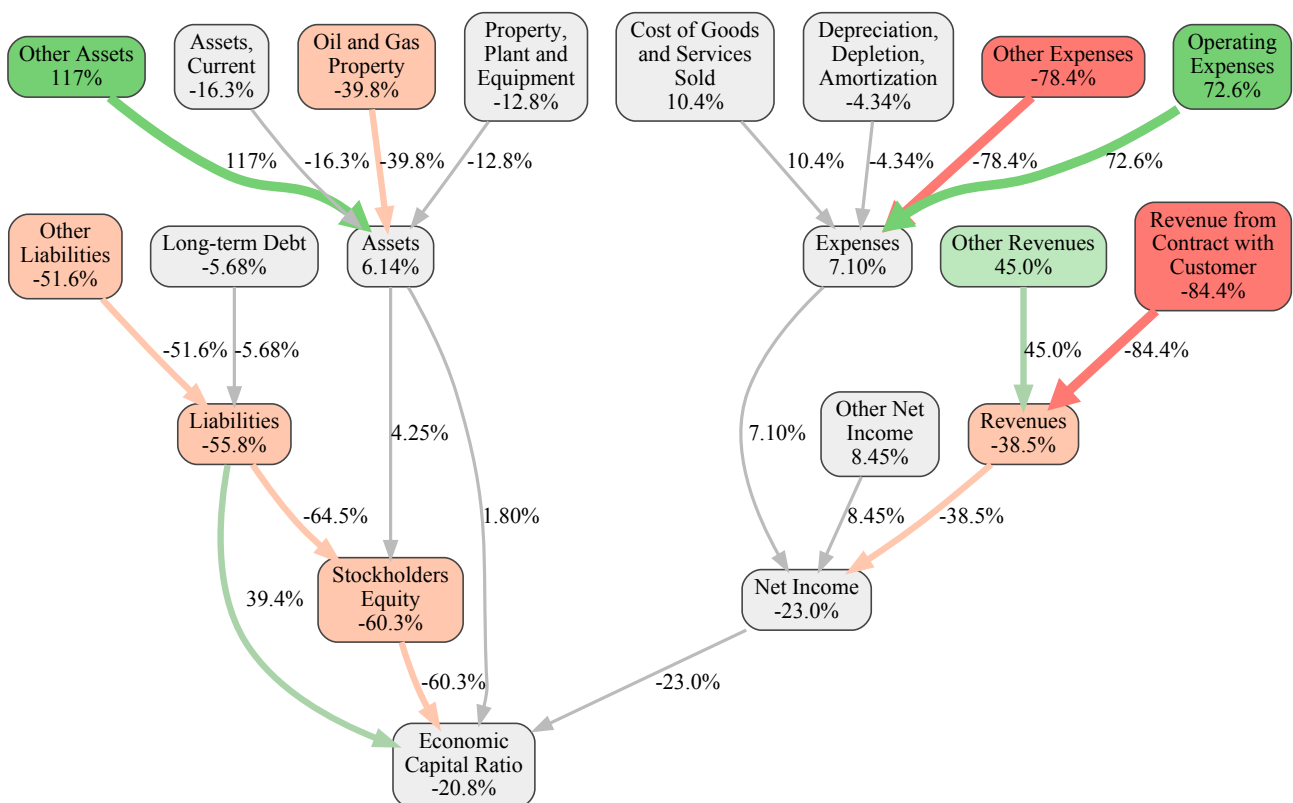 Other Assets
117%
Assets,
Current
-16.3%
Oil and Gas
Property
-39.8%
Property,
Plant and
Equipment
-12.8%
Cost of Goods
and Services
Sold
10.4%
Depreciation,
Depletion,
Amortization
-4.34%
Other Expenses
-78.4%
Operating
Expenses
72.6%
117%
-16.3%
-39.8%
-12.8%
10.4%
-4.34%
-78.4%
72.6%
Other
Liabilities
-51.6%
Long-term Debt
-5.68%
Assets
6.14%
Expenses
7.10%
Other Revenues
45.0%
Revenue from
Contract with
Customer
-84.4%
-51.6%
-5.68%
45.0%
-84.4%
Liabilities
-55.8%
4.25%
7.10%
Other Net
Income
8.45%
Revenues
-38.5%
-64.5%
1.80%
8.45%
-38.5%
39.4%
Stockholders
Equity
-60.3%
Net Income
-23.0%
-60.3%
-23.0%
Economic
Capital Ratio
-20.8%